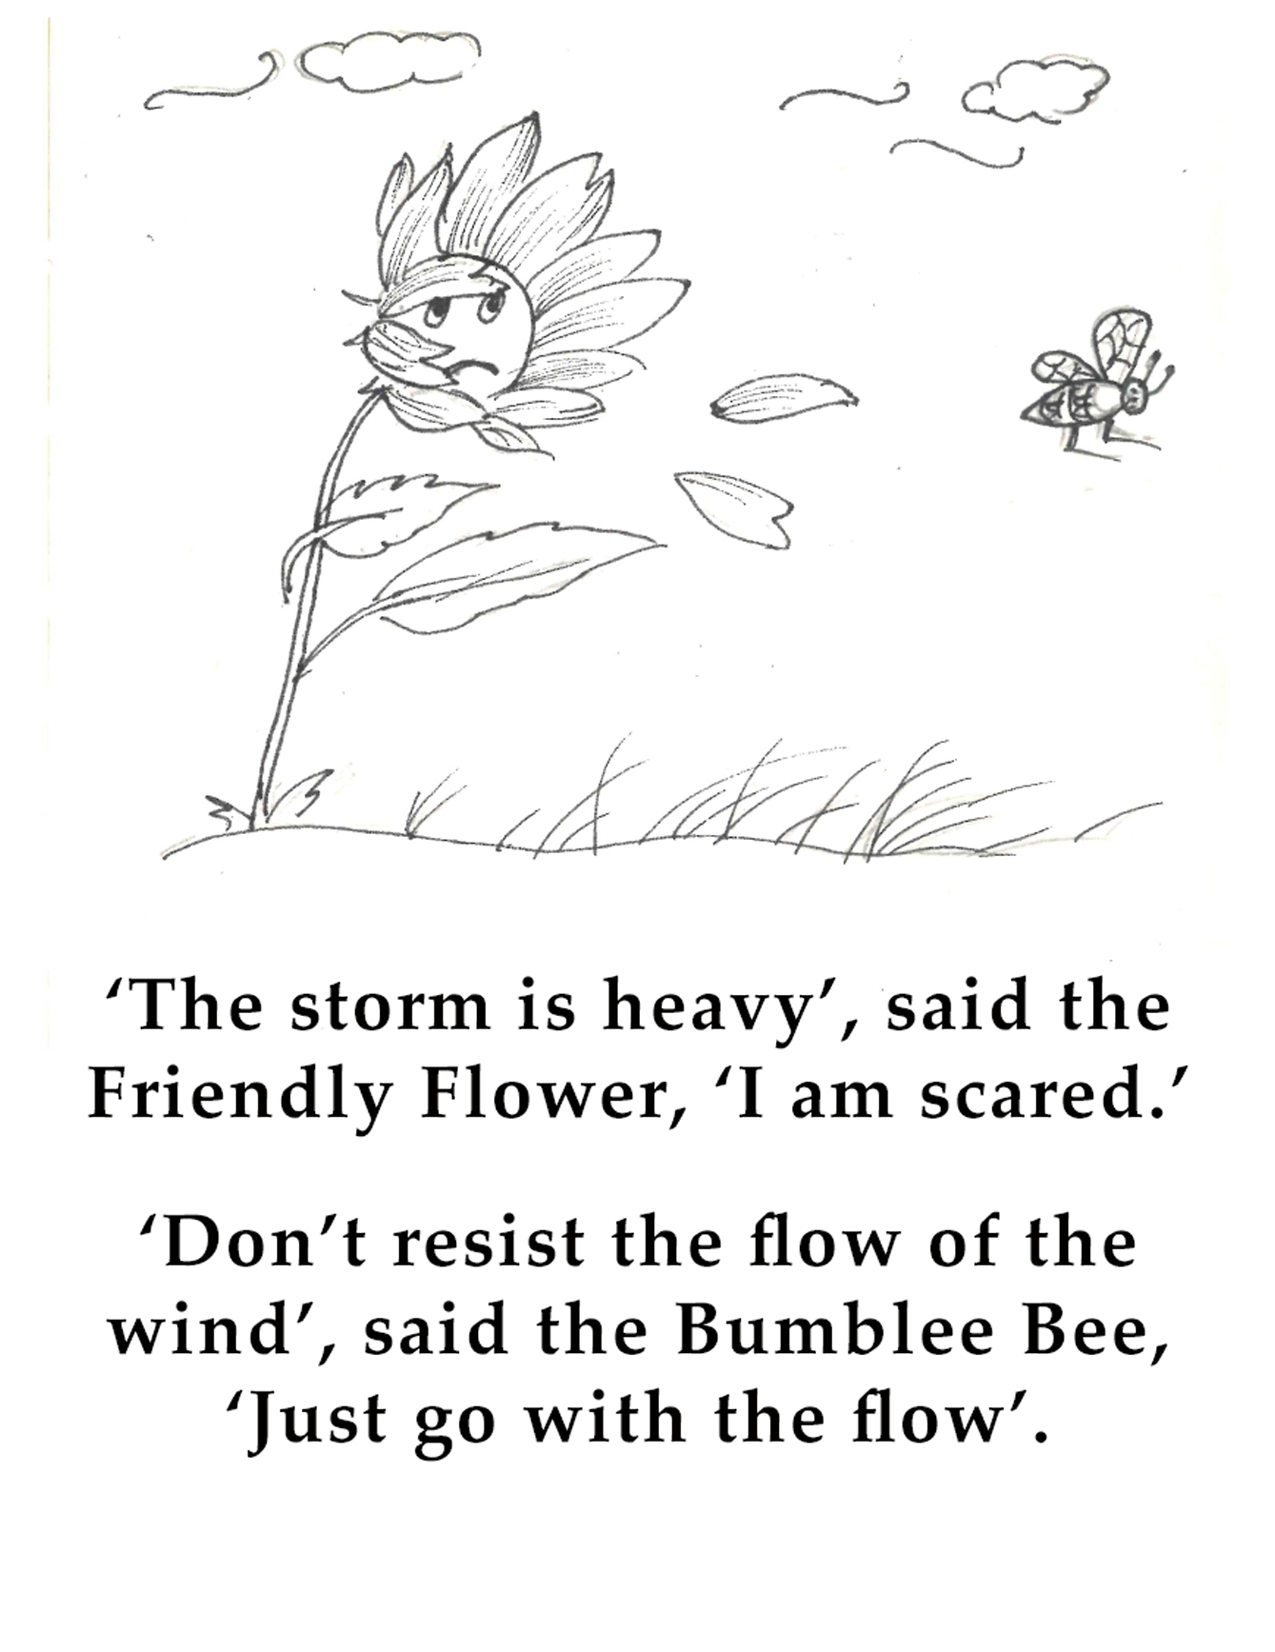 ‘The storm is heavy’, said the
Friendly Flower, ‘I am scared.’
‘Don’t resist the flow of the
wind’, said the Bumblee Bee,
‘Just go with the flow’.